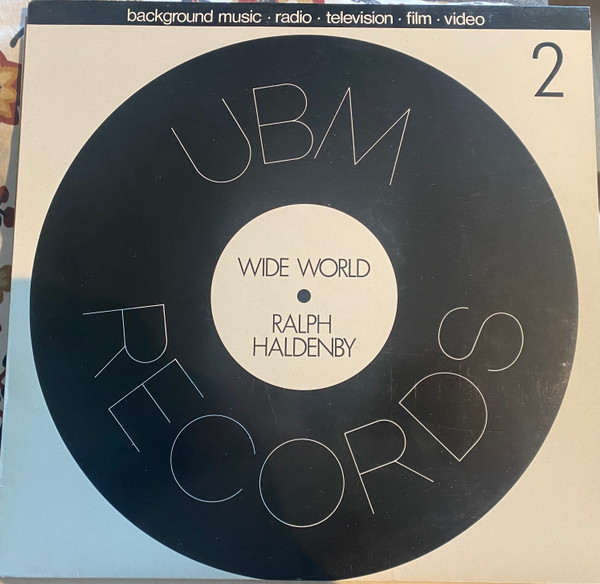 background music · radio · television · film · video
2
UBM
WIDE WORLD
RALPH
HALDENBY
RECORDS